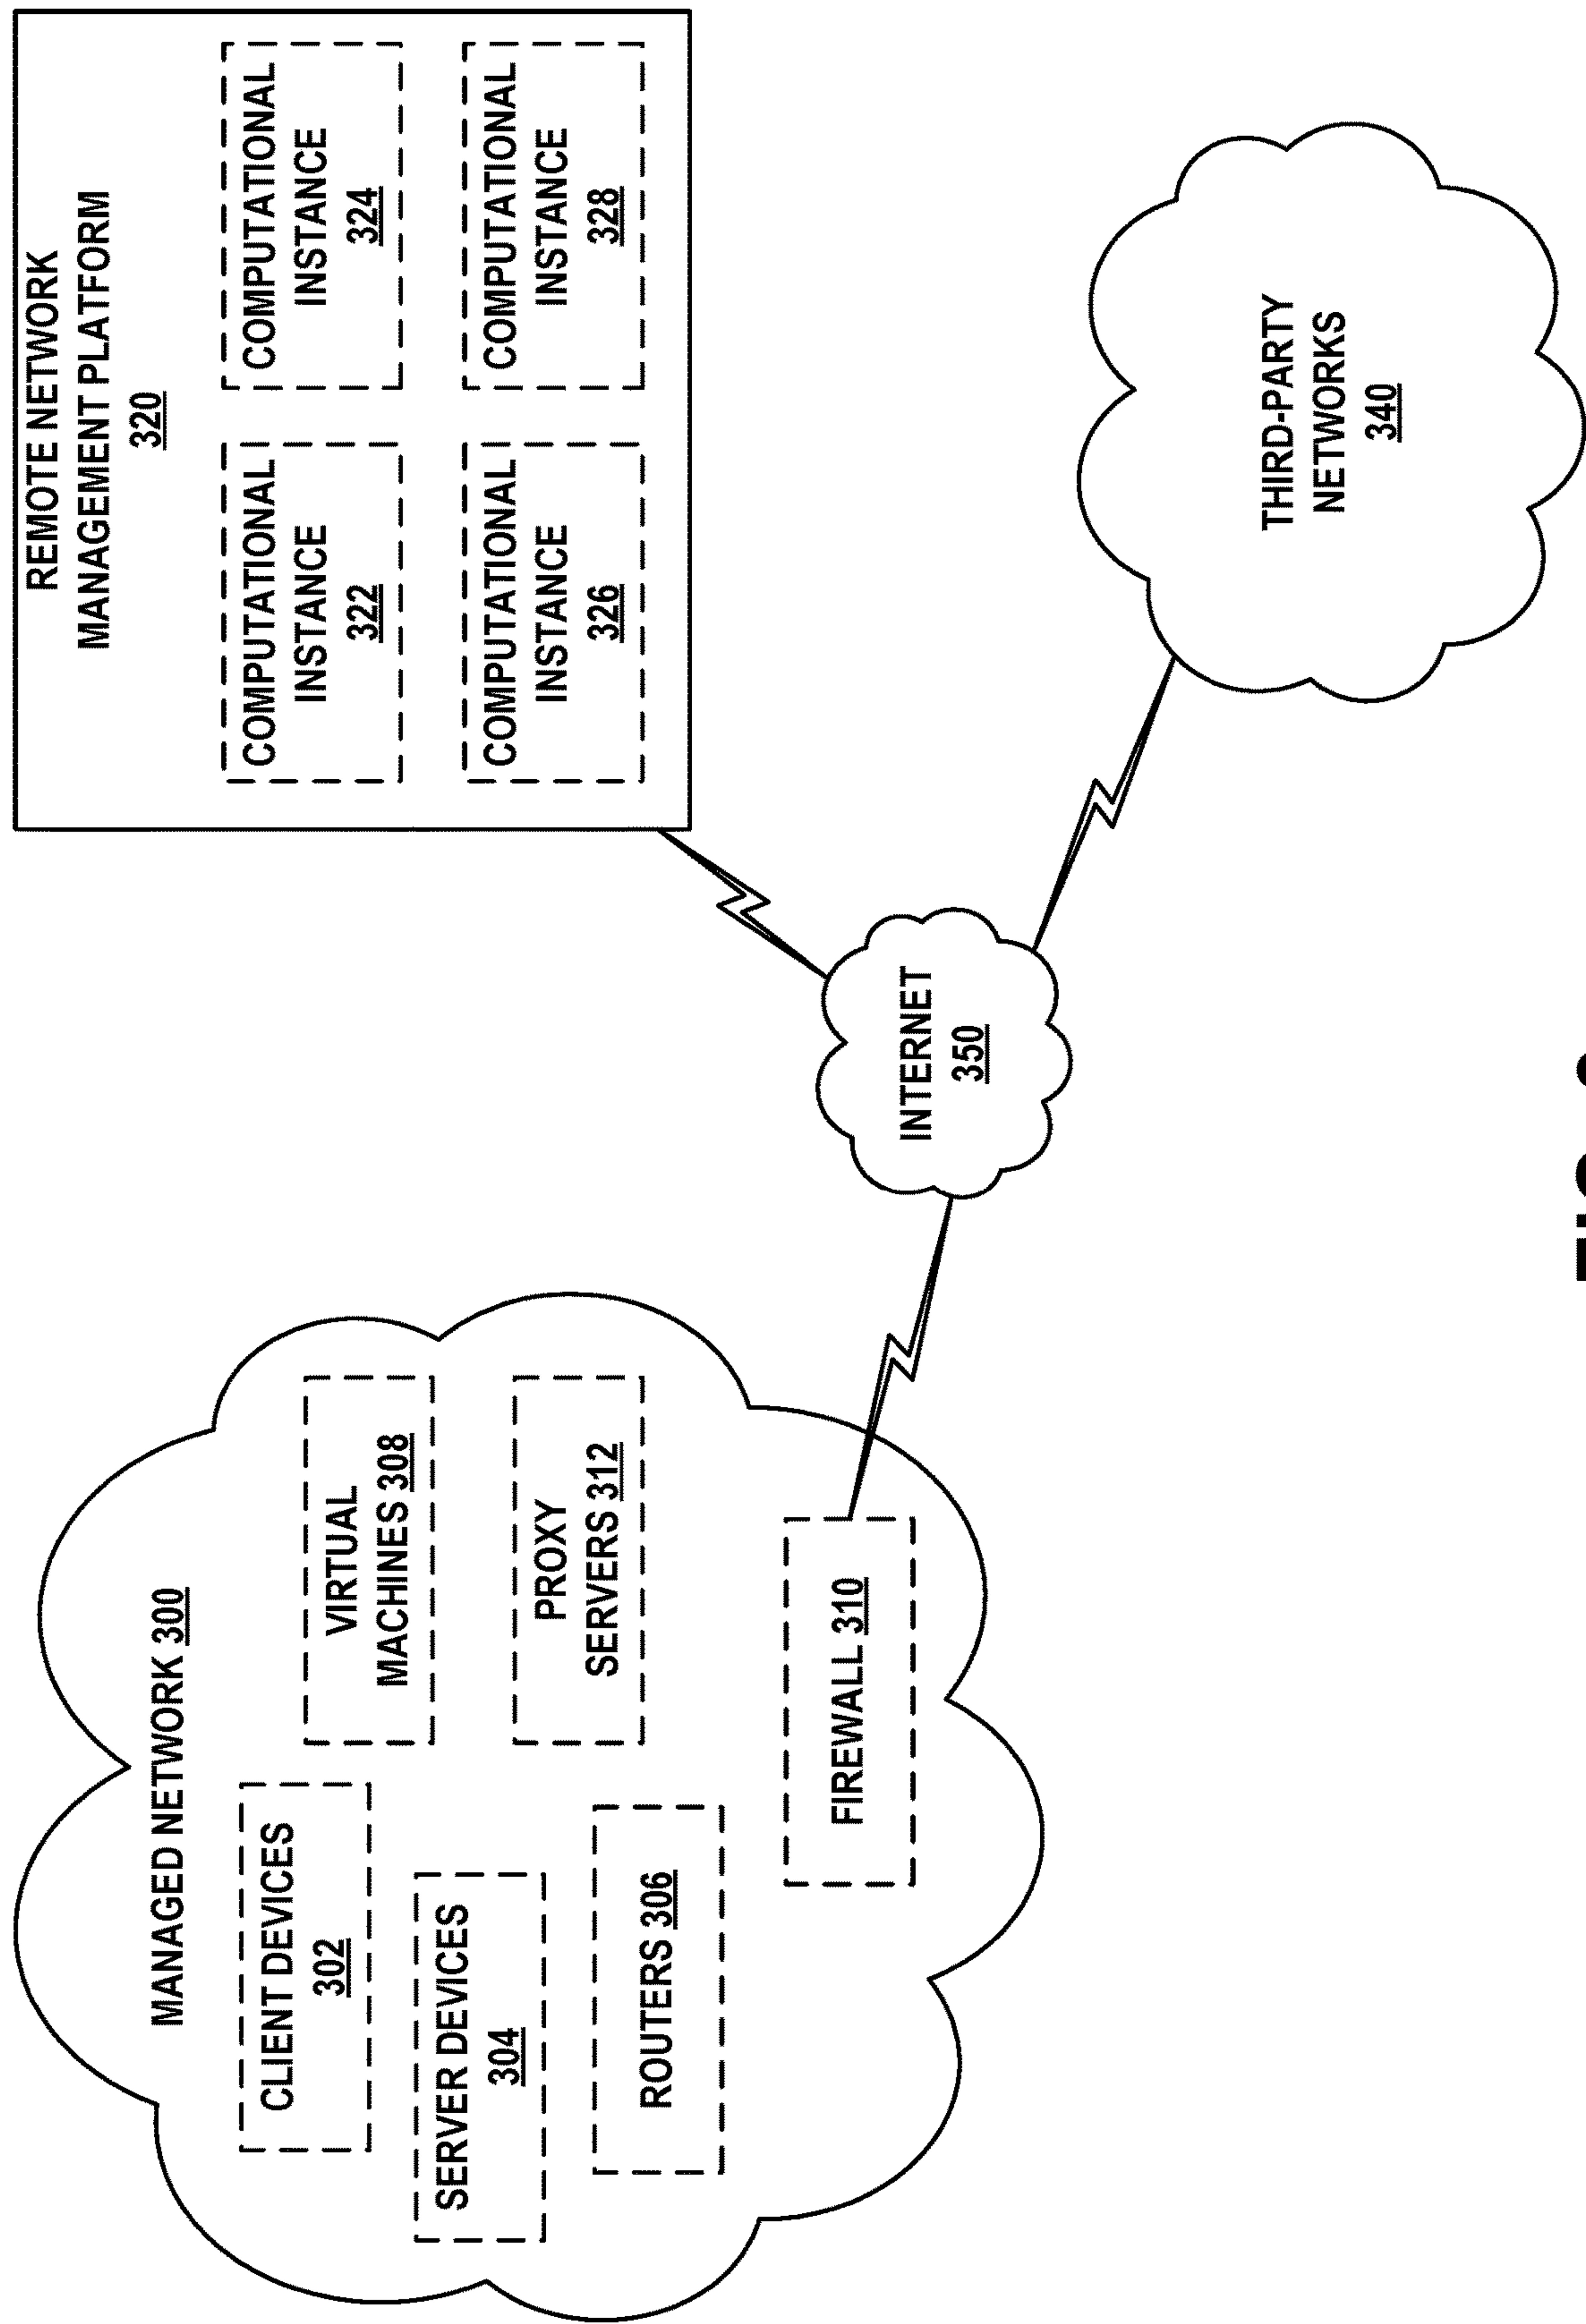 MANAGED NETWORK 300
CLIENT DEVICES
302
SERVER DEVICES
304
ROUTERS 306
VIRTUAL
MACHINES 308
PROXY
SERVERS 312
FIREWALL 310
INTERNET
350
REMOTE NETWORK
MANAGEMENT PLATFORM
320
COMPUTATIONAL
INSTANCE
322
COMPUTATIONAL
INSTANCE
324
COMPUTATIONAL
INSTANCE
326
COMPUTATIONAL
INSTANCE
328
THIRD-PARTY
NETWORKS
340